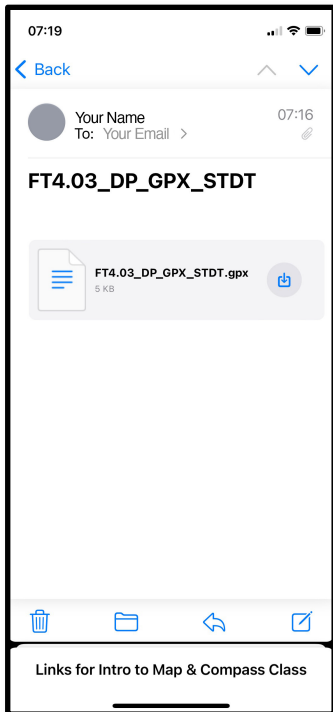 07:19
Back
Your Name
07:16
To: Your Email >
FT4.03_DP_GPX_STDT
FT4.03_DP_GPX_STDT.gpx
5 KB
Links for Intro to Map & Compass Class